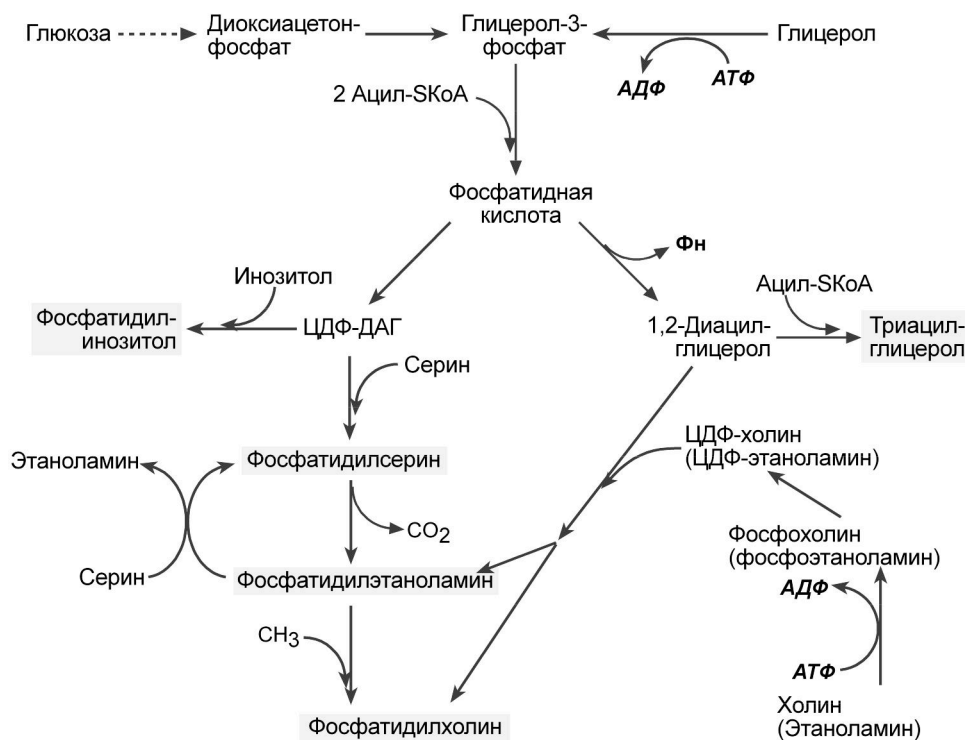 Глюкоза
Диоксиацетон-
фосфат
Глицерол-3-
фосфат
Глицерол
АДФ
АТФ
2 Ацил-SКоА
Фосфатидная
кислота
Фн
Инозитол
Ацил-SКоА
Фосфатидил-
инозитол
ЦДФ-ДАГ
1,2-Диацил-
глицерол
Триацил-
глицерол
Серин
ЦДФ-холин
(ЦДФ-этаноламин)
Этаноламин
Фосфатидилсерин
CO2
Фосфохолин
(фосфоэтаноламин)
Серин
Фосфатидилэтаноламин
АДФ
CH3
АТФ
Холин
(Этаноламин)
Фосфатидилхолин